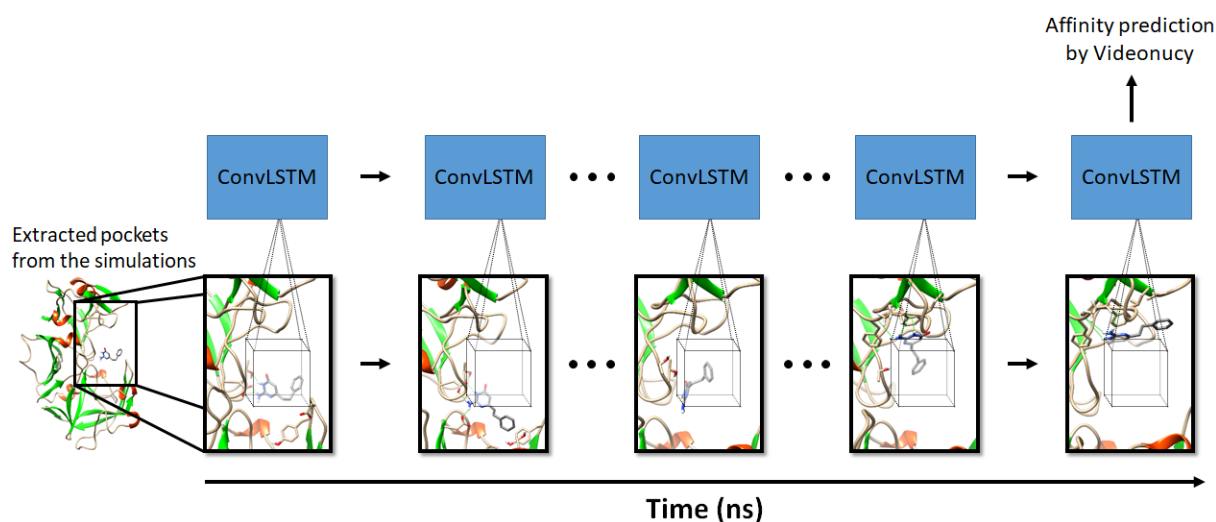 Affinity prediction
by Videonucy
ConvLSTM
ConvLSTM
ConvLSTM
ConvLSTM
ConvLSTM
Extracted pockets
from the simulations
Time (ns)